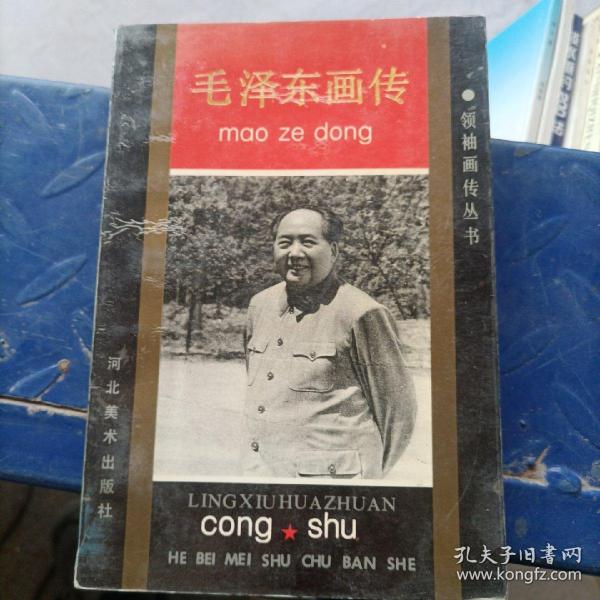 毛泽东画传
mao ze dong
●领袖画传丛书
河北美术出版社
LINGXIUHUAZHUAN
cong★shu
HE BEI MEI SHU CHU BAN SHE
孔夫子旧书网
www.kongfz.com